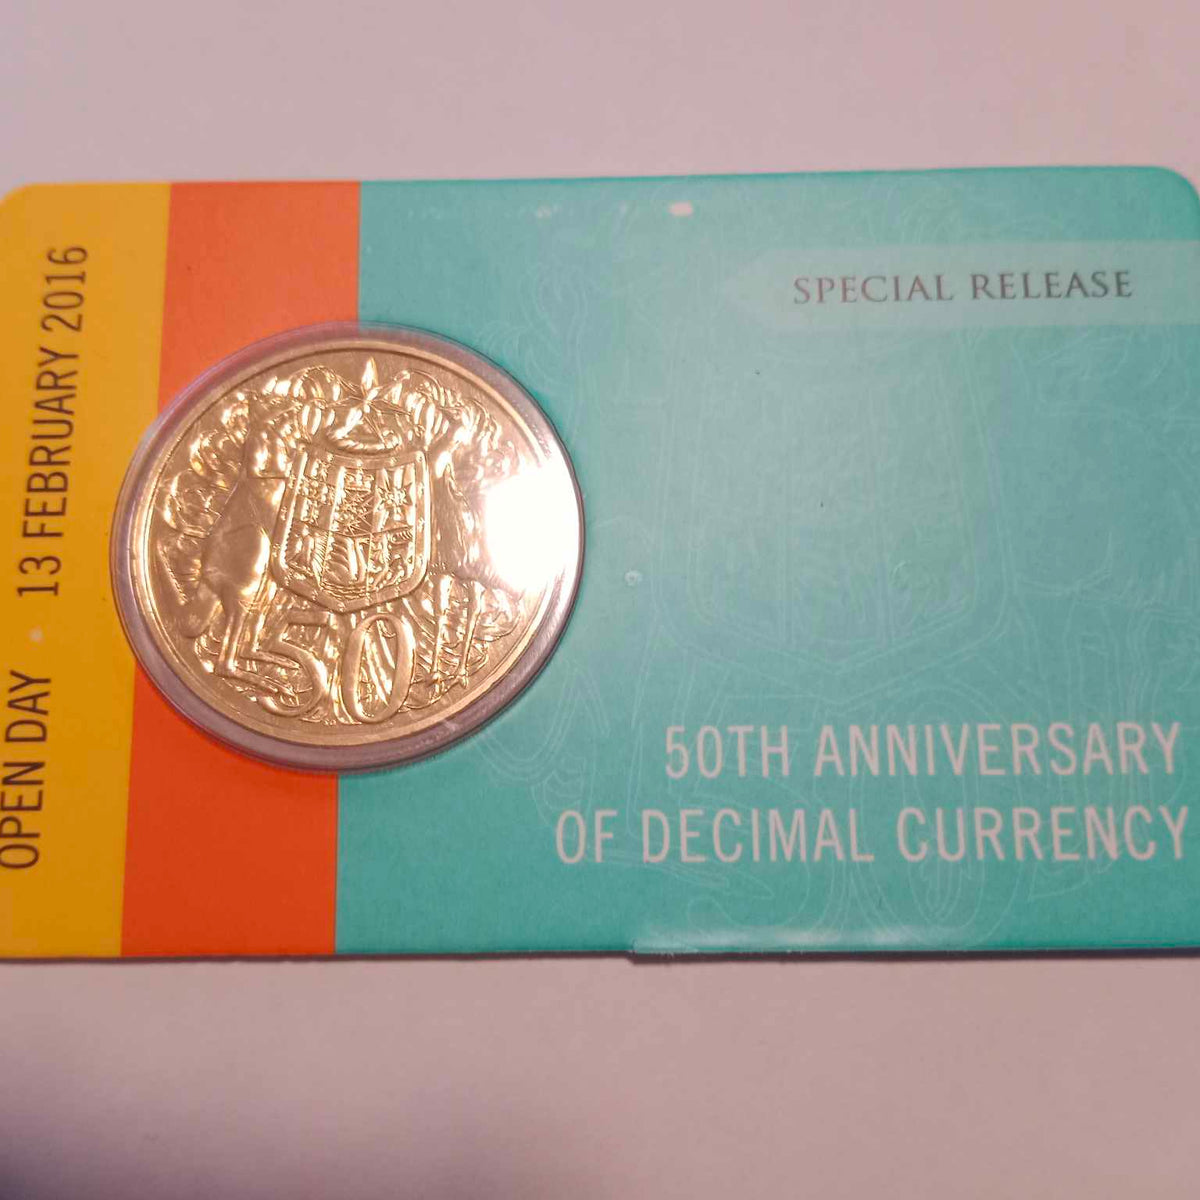 OPEN DAY · 13 FEBRUARY 2016
SPECIAL RELEASE
50
50TH ANNIVERSARY
OF DECIMAL CURRENCY